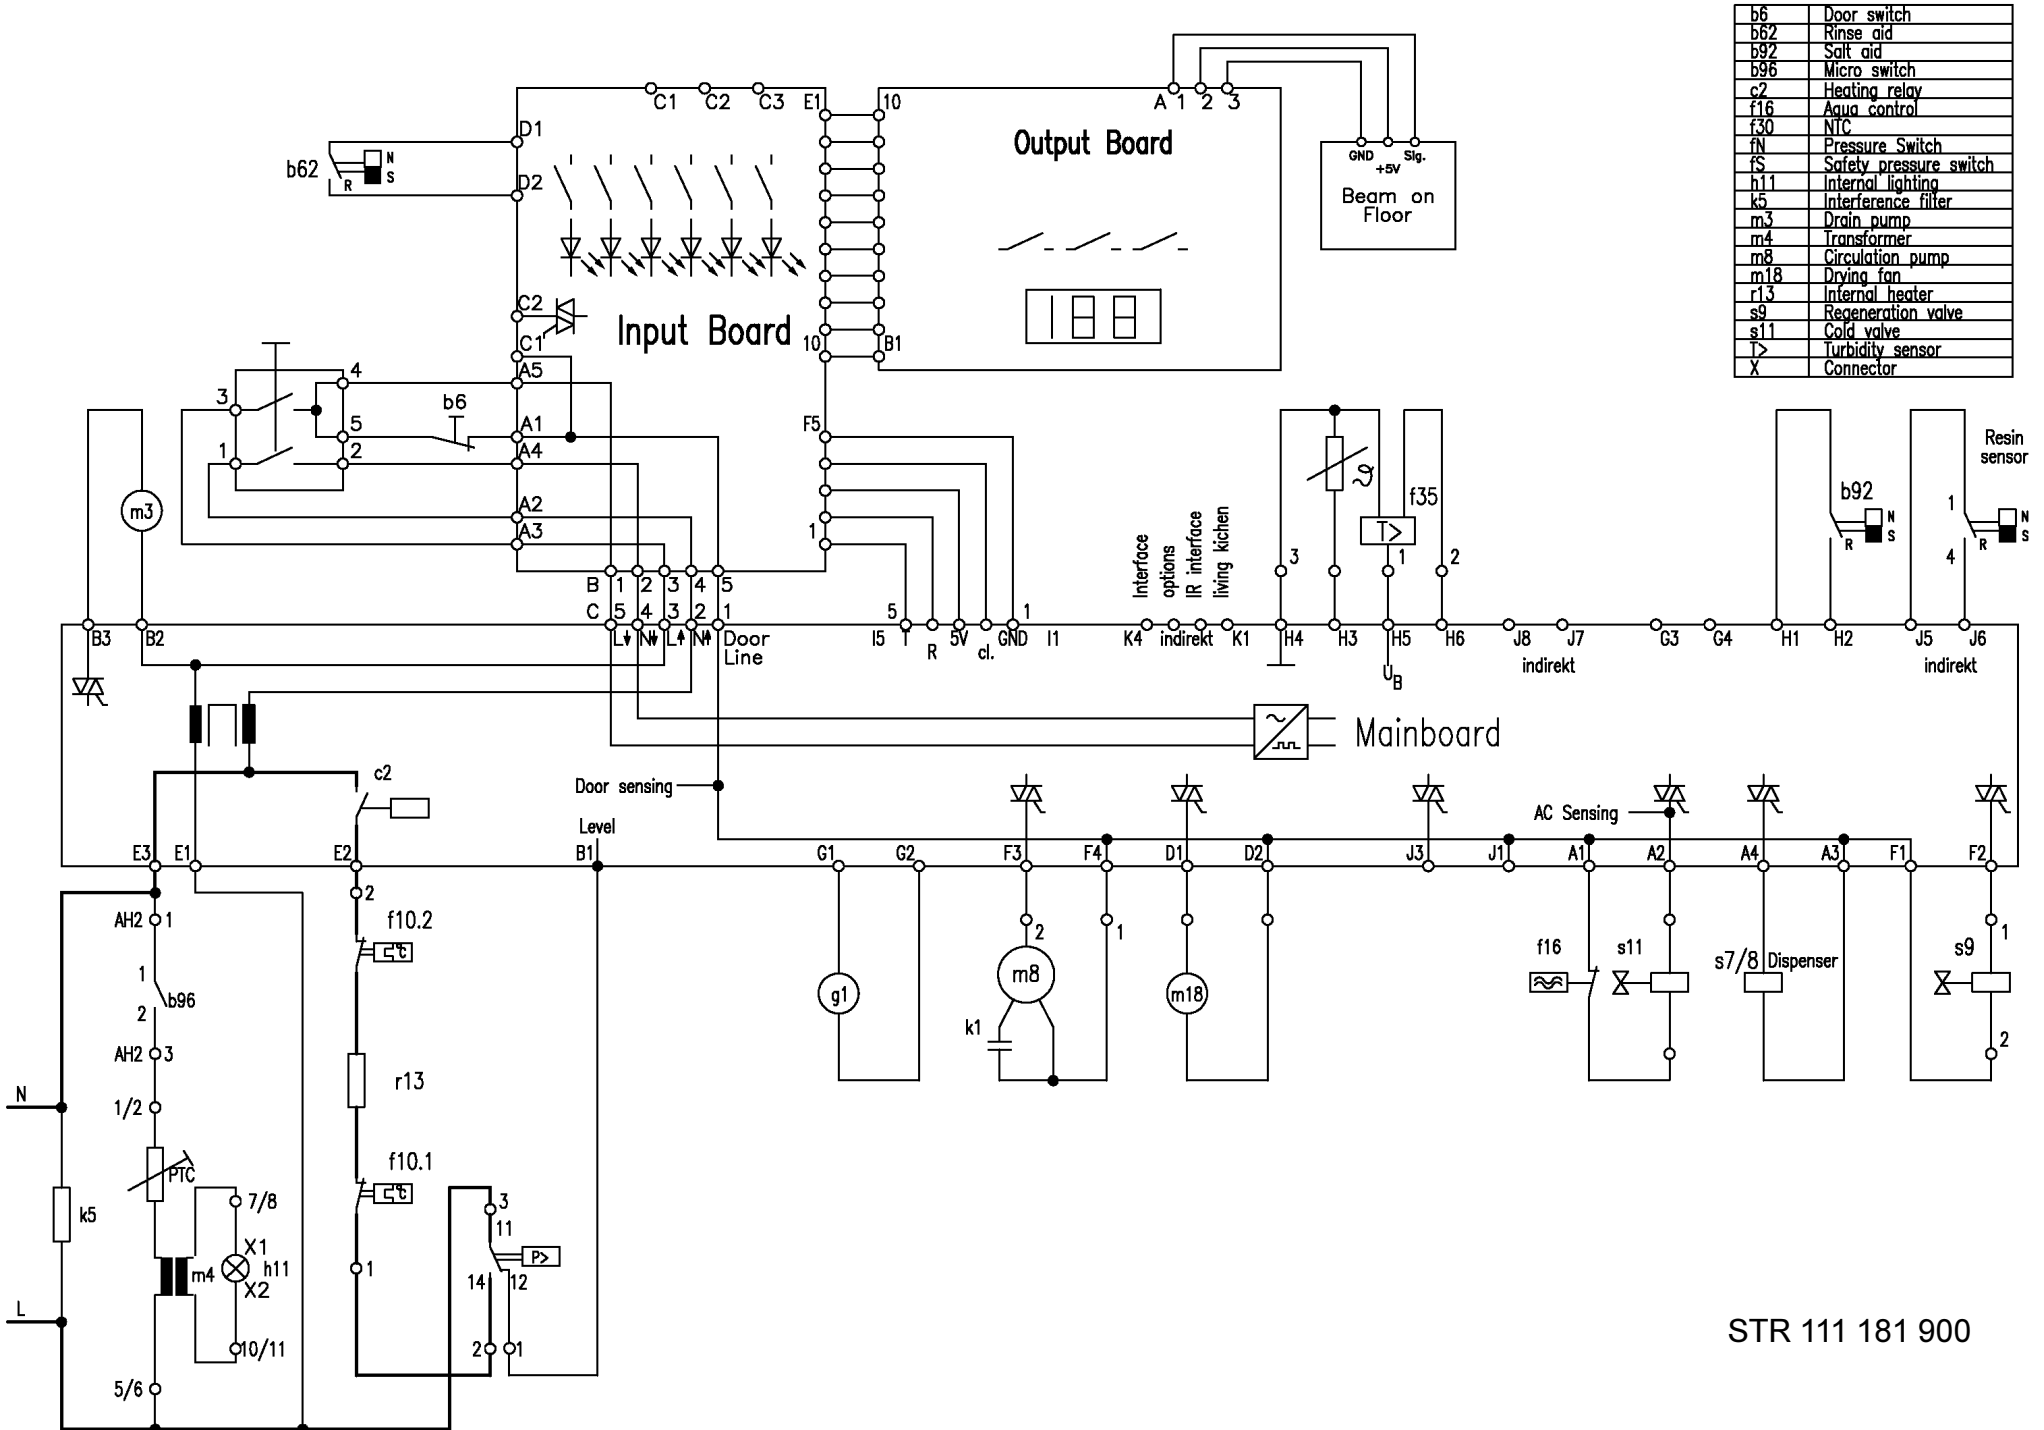 b6 Door switch
b62 Rinse aid
b92 Salt aid
b96 Micro switch
c2 Heating relay
f16 Aqua control
f30 NTC
fN Pressure Switch
fS Safety pressure switch
h11 Internal lighting
k5 Interference filter
m3 Drain pump
m4 Transformer
m8 Circulation pump
m18 Drying fan
r13 Internal heater
s9 Regeneration valve
s11 Cold valve
T> Turbidity sensor
X Connector
C1 C2 C3 E1 10 A 1 2 3
D1
b62 N
R S
D2
Output Board
GND +5V Sig.
Beam on
Floor
C2
Input Board
C1
10 B1
A5
4
3
b6
5
A1
F5
1
2
A4
A2
A3
1
m3
B 1 2 3 4 5
C 5 4 3 2 1
Interface
options
IR interface
living kichen
3
f35
T>
1
2
b92
N
S
R
Resin
sensor
1
N
S
R
4
B3 B2
L N L N Door
Line
5 1
I5 T R 5V cl. GND I1
K4 indirekt K1
H4 H3 H5 H6
UB
J8 J7
indirekt
G3 G4
H1 H2
J5 J6
indirekt
Mainboard
c2
Door sensing
Level
AC Sensing
E3 E1 E2 B1 G1 G2 F3 F4 D1 D2 J3 J1 A1 A2 A4 A3 F1 F2
2
AH2 1
f10.2
°C
1
b96
2
AH2 3
N
1/2
r13
PTC
f10.1
°C
k5
7/8
X1
h11
X2
m4
10/11
L
5/6
1
3
11
P>
14 12
2 1
g1
2
m8
k1
1
m18
f16
s11
s7/8 Dispenser
s9
1
2
STR 111 181 900